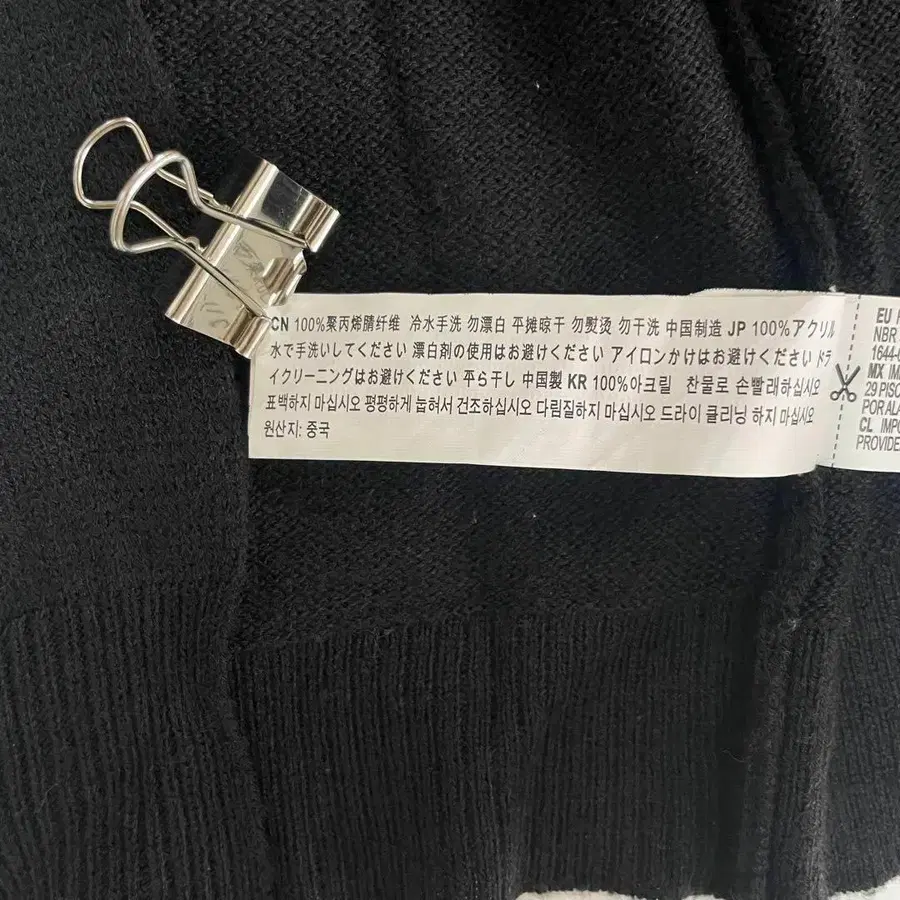 CN 100%聚丙烯腈纤维 冷水手洗 勿漂白 平摊晾干 勿熨烫 勿干洗 中国制造 JP 100%アクリル
水で手洗いしてください 漂白剤の使用はお避けください アイロンかけはお避けください ドラ
イクリーニングはお避けください 平ら干し 中国製 KR 100%아크릴 찬물로 손빨래하십시오
표백하지 마십시오 평평하게 눕혀서 건조하십시오 다림질하지 마십시오 드라이 클리닝 하지 마십시오
원산지: 중국
EU
NBR
1644-
MX IM
29 PISC
POR ALA
CL IMPO
PROVIDE